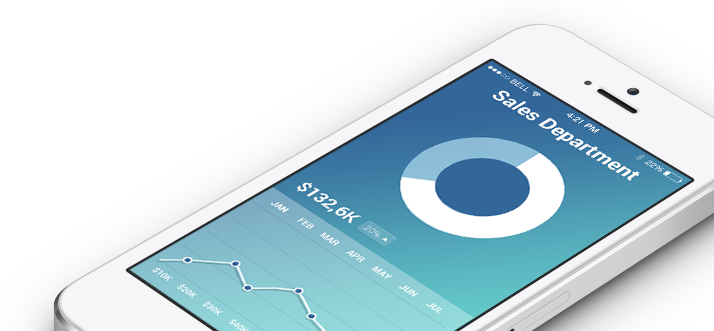 BELL 4:21 PM 22%
Sales Department
$132,6K 20%
JAN FEB MAR APR MAY JUN JUL
$10K $20K $30K $40K